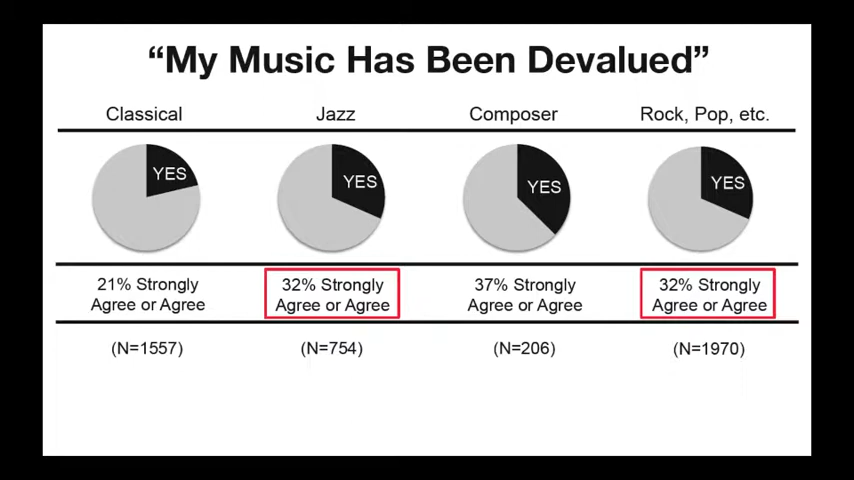 “My Music Has Been Devalued”
Classical
Jazz
Composer
Rock, Pop, etc.
YES
YES
YES
YES
21% Strongly
Agree or Agree
32% Strongly
Agree or Agree
37% Strongly
Agree or Agree
32% Strongly
Agree or Agree
(N=1557)
(N=754)
(N=206)
(N=1970)